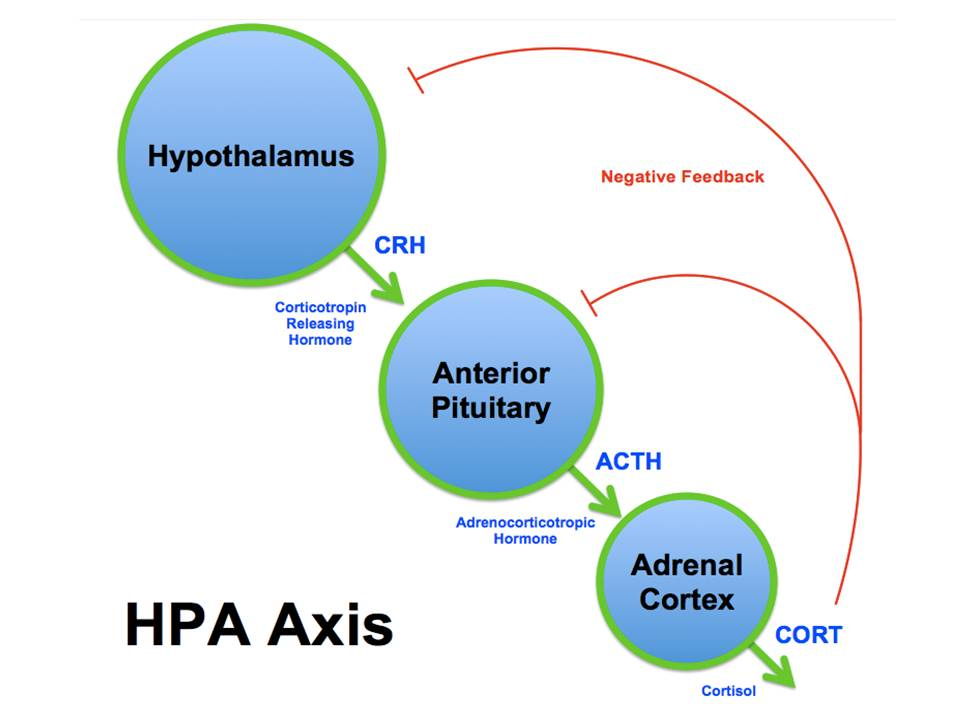 Hypothalamus
Negative Feedback
CRH
Corticotropin
Releasing
Hormone
Anterior
Pituitary
ACTH
Adrenocorticotropic
Hormone
Adrenal
Cortex
HPA Axis
CORT
Cortisol